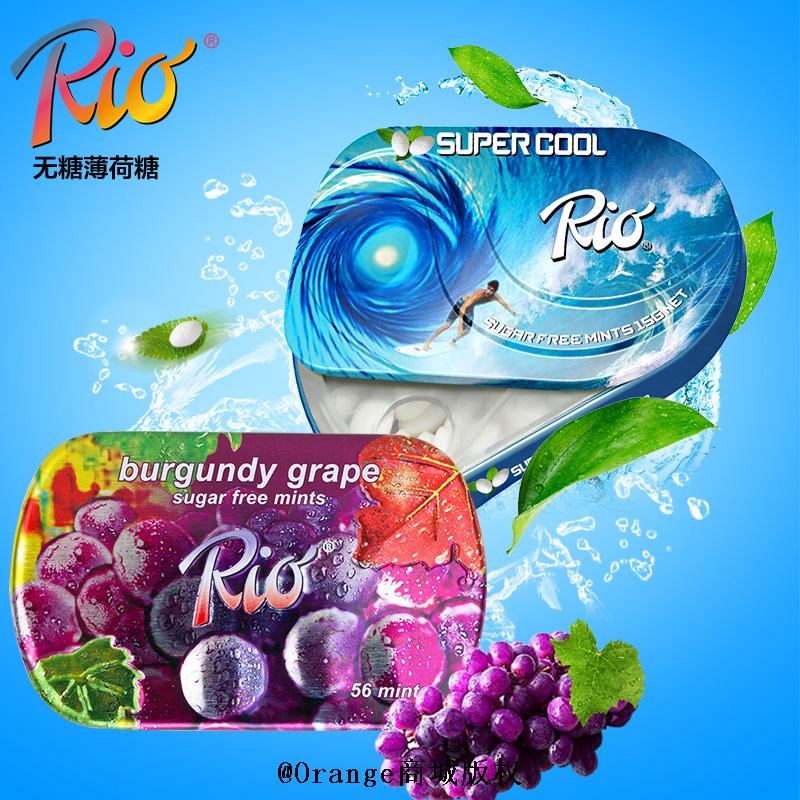 Rio®
无糖薄荷糖
SUPER COOL
Rio®
SUGAR FREE MINTS 15G NET
burgundy grape
sugar free mints
Rio®
56 mint
@Orange商城版权